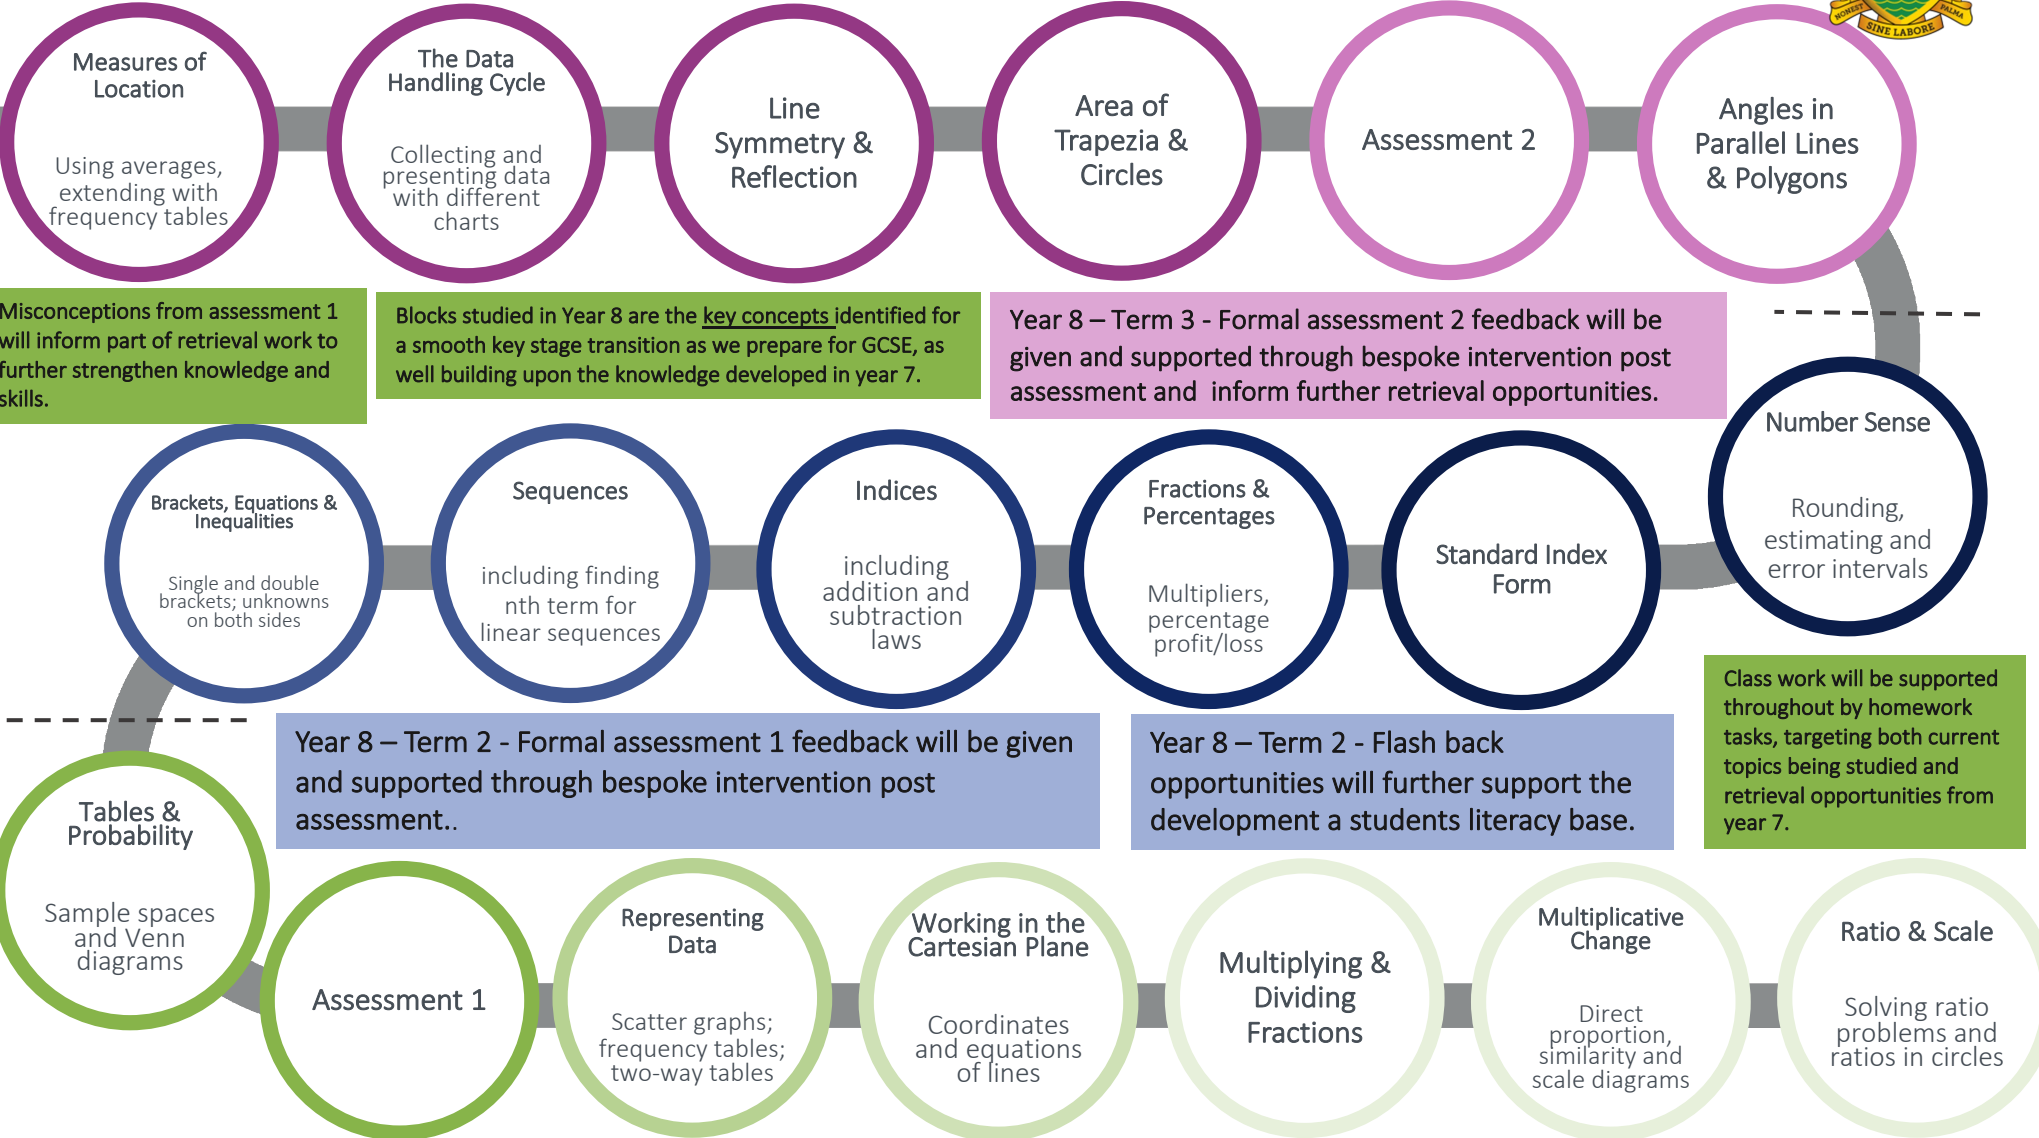 NONEST
PALMA
SINE LABORE
Measures of
Location
Using averages,
extending with
frequency tables
The Data
Handling Cycle
Collecting and
presenting data
with different
charts
Line
Symmetry &
Reflection
Area of
Trapezia &
Circles
Assessment 2
Angles in
Parallel Lines
& Polygons
Misconceptions from assessment 1
will inform part of retrieval work to
further strengthen knowledge and
skills.
Blocks studied in Year 8 are the key concepts identified for
a smooth key stage transition as we prepare for GCSE, as
well building upon the knowledge developed in year 7.
Year 8 – Term 3 - Formal assessment 2 feedback will be
given and supported through bespoke intervention post
assessment and  inform further retrieval opportunities.
Brackets, Equations &
Inequalities
Single and double
brackets; unknowns
on both sides
Sequences
including finding
nth term for
linear sequences
Indices
including
addition and
subtraction
laws
Fractions &
Percentages
Multipliers,
percentage
profit/loss
Standard Index
Form
Number Sense
Rounding,
estimating and
error intervals
Year 8 – Term 2 - Formal assessment 1 feedback will be given
and supported through bespoke intervention post
assessment..
Year 8 – Term 2 - Flash back
opportunities will further support the
development a students literacy base.
Class work will be supported
throughout by homework
tasks, targeting both current
topics being studied and
retrieval opportunities from
year 7.
Tables &
Probability
Sample spaces
and Venn
diagrams
Assessment 1
Representing
Data
Scatter graphs;
frequency tables;
two-way tables
Working in the
Cartesian Plane
Coordinates
and equations
of lines
Multiplying &
Dividing
Fractions
Multiplicative
Change
Direct
proportion,
similarity and
scale diagrams
Ratio & Scale
Solving ratio
problems and
ratios in circles